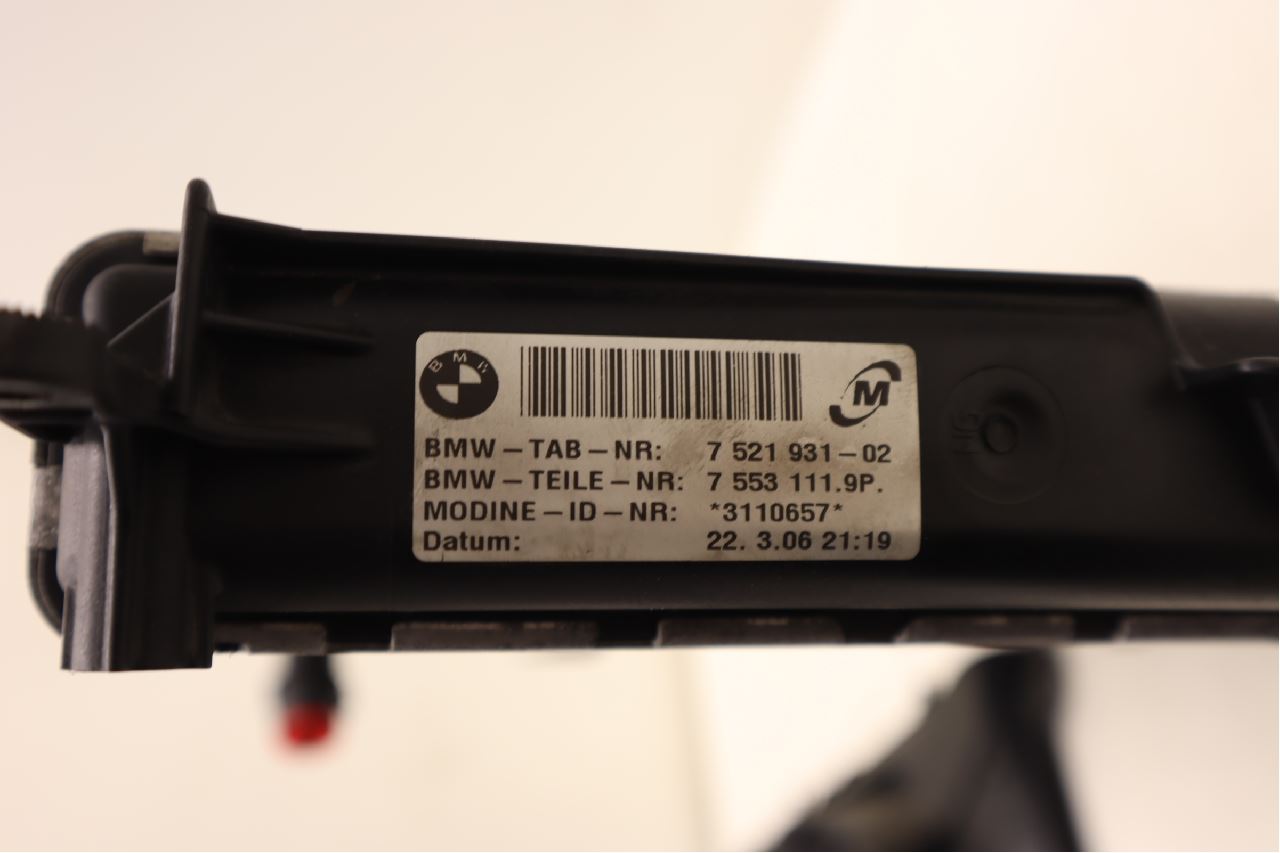 BMW
M
BMW-TAB-NR: 7 521 931-02
BMW-TEILE-NR: 7 553 111.9P.
MODINE-ID-NR: *3110657*
Datum: 22. 3.06 21:19